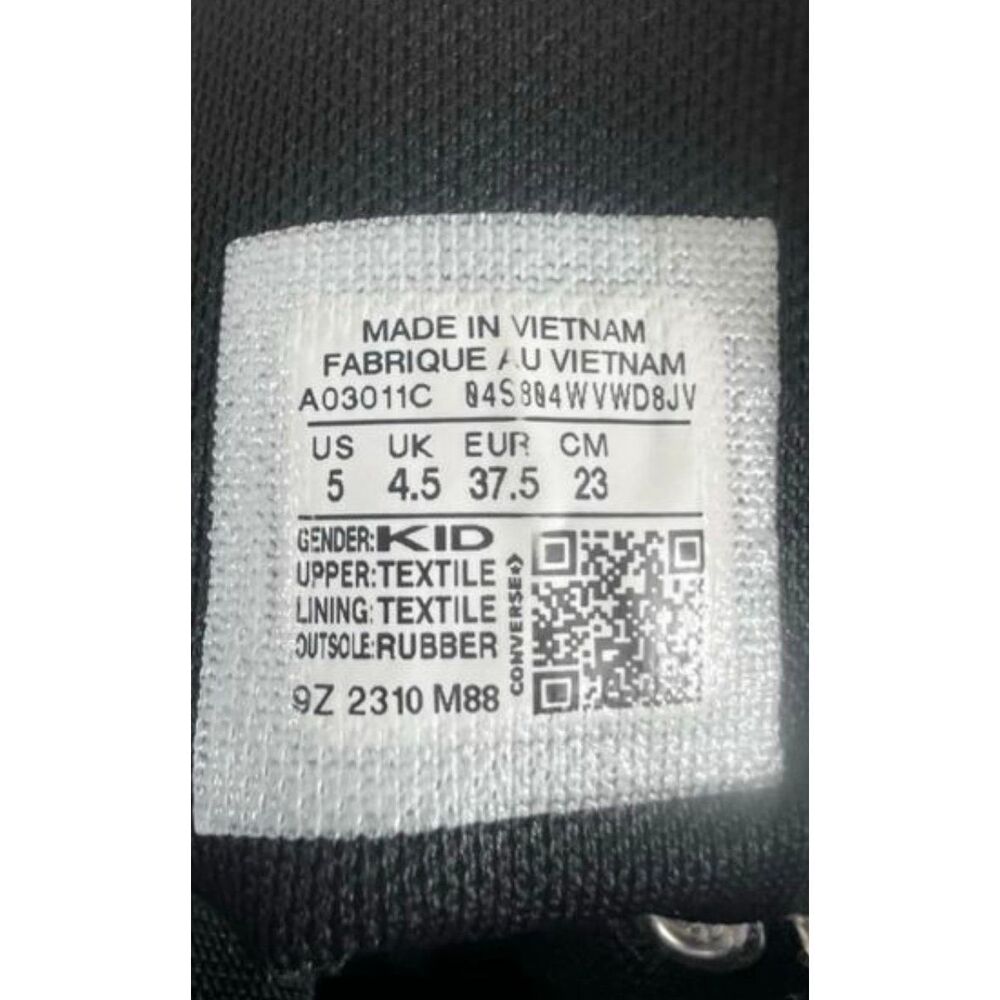 MADE IN VIETNAM
FABRIQUE AU VIETNAM
A03011C 04S804WVWD8JV
US UK EUR CM
5 4.5 37.5 23
GENDER:KID
UPPER:TEXTILE
LINING:TEXTILE
OUTSOLE:RUBBER
9Z 2310 M88
CONVERSE